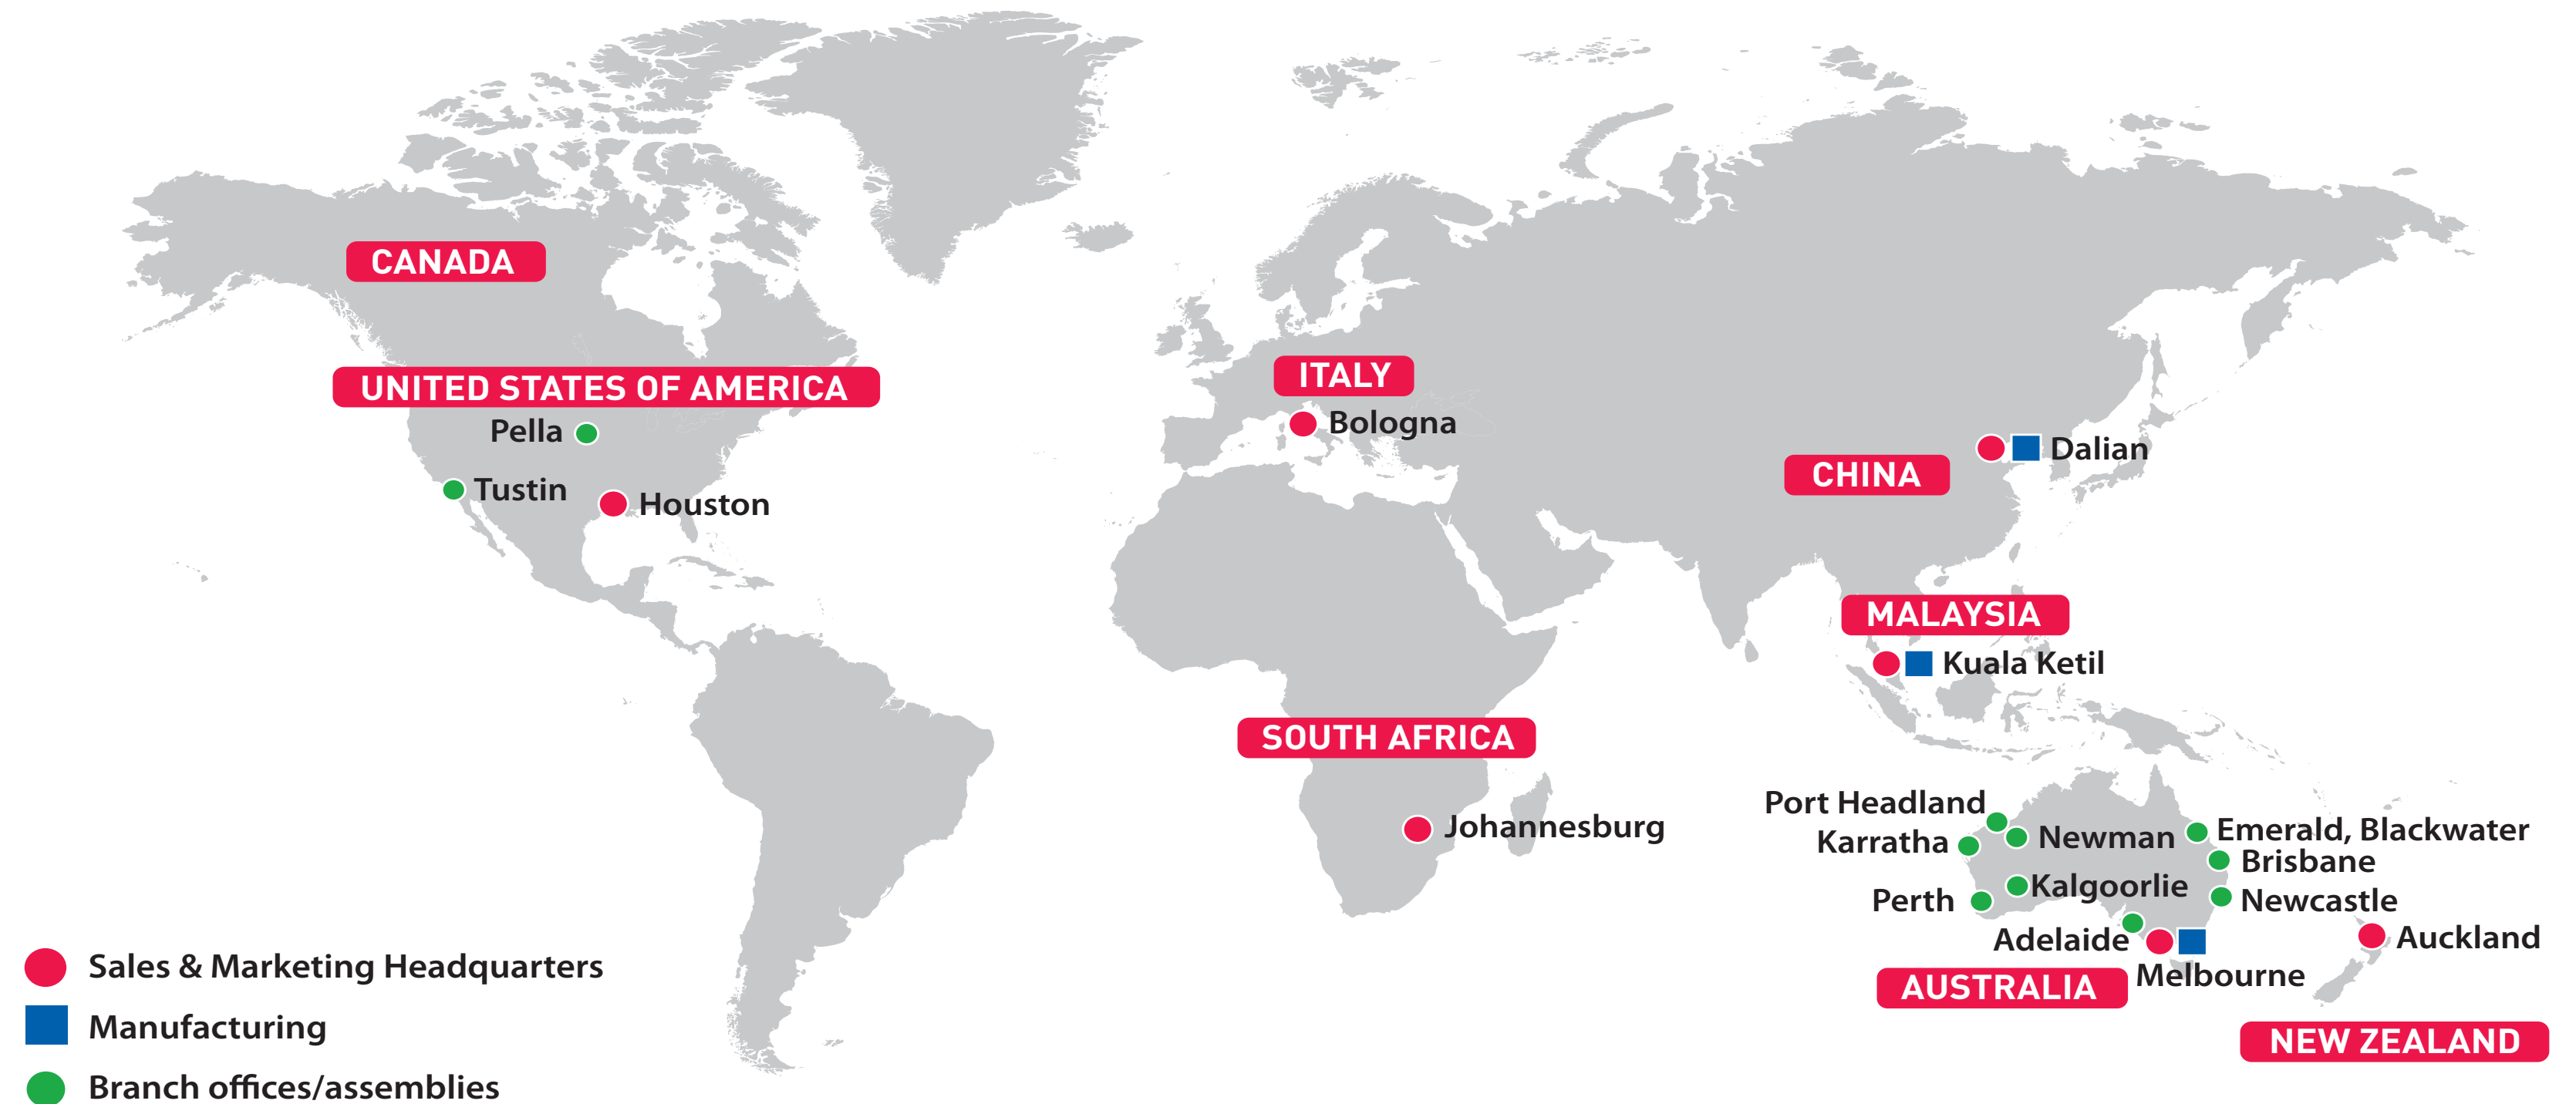 CANADA
UNITED STATES OF AMERICA
Pella
Tustin
Houston
ITALY
Bologna
CHINA
Dalian
MALAYSIA
Kuala Ketil
SOUTH AFRICA
Johannesburg
Port Headland
Karratha
Newman
Emerald, Blackwater
Brisbane
Kalgoorlie
Perth
Newcastle
Adelaide
Melbourne
Auckland
AUSTRALIA
NEW ZEALAND
Sales & Marketing Headquarters
Manufacturing
Branch offices/assemblies